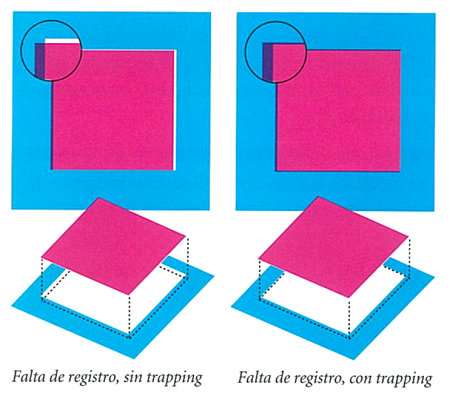 Falta de registro, sin trapping
Falta de registro, con trapping